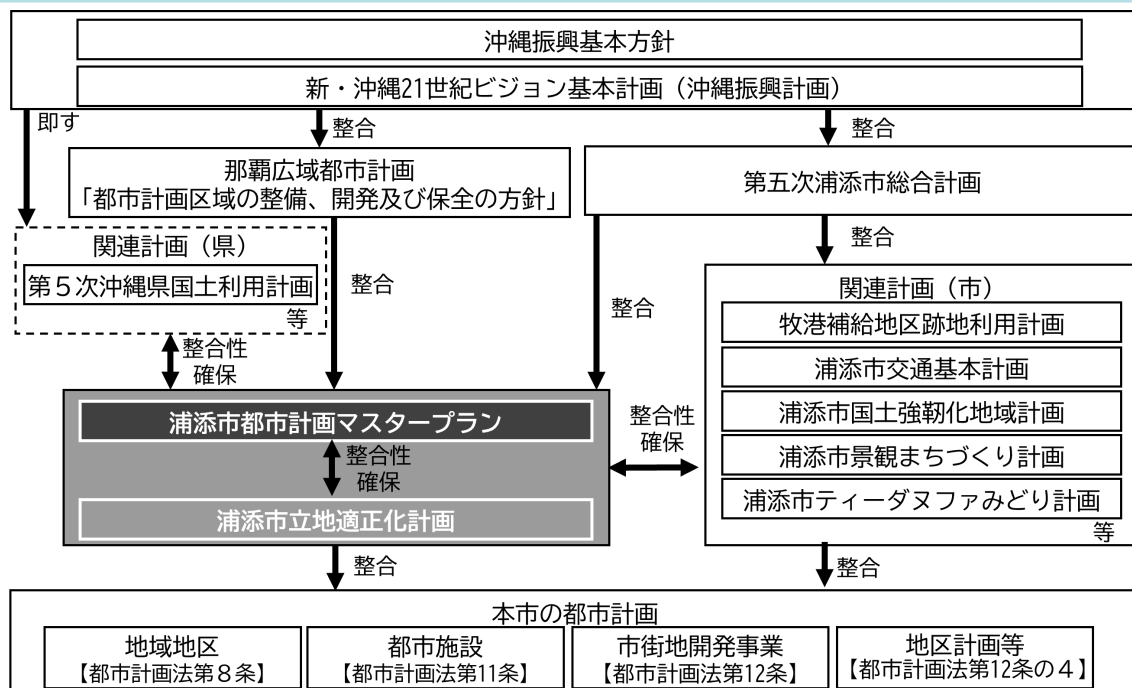 沖縄振興基本方針
新・沖縄21世紀ビジョン基本計画（沖縄振興計画）
即す
整合
整合
那覇広域都市計画
「都市計画区域の整備、開発及び保全の方針」
第五次浦添市総合計画
関連計画（県）
第５次沖縄県国土利用計画
等
整合
整合
整合
関連計画（市）
牧港補給地区跡地利用計画
浦添市交通基本計画
浦添市国土強靭化地域計画
浦添市景観まちづくり計画
浦添市ティーダヌファみどり計画
等
整合性
確保
浦添市都市計画マスタープラン
整合性
確保
浦添市立地適正化計画
整合性
確保
整合
整合
本市の都市計画
地域地区
【都市計画法第８条】
都市施設
【都市計画法第11条】
市街地開発事業
【都市計画法第12条】
地区計画等
【都市計画法第12条の４】